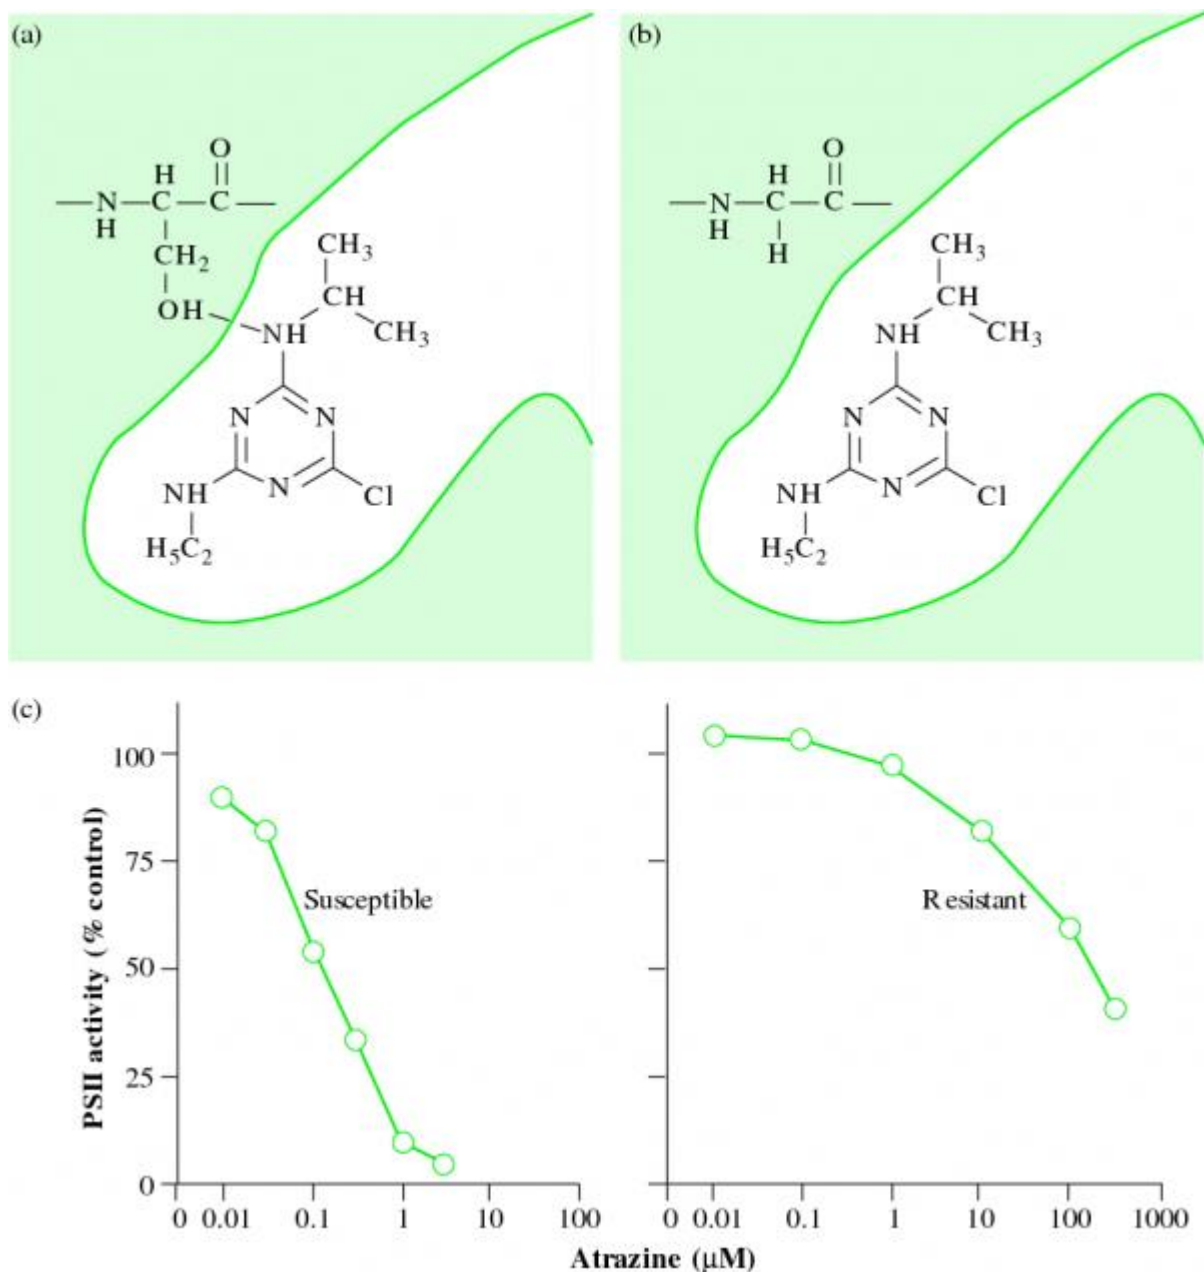 (a)
O
H
—N—C—C—
H
CH2
OH
CH3
CH
CH3
NH
N
N
N
NH
Cl
H5C2
(b)
O
H
—N—C—C—
H
H
CH3
CH
CH3
NH
N
N
N
NH
Cl
H5C2
(c)
PSII activity (% control)
100
75
50
25
0
Susceptible
Resistant
0 0.01 0.1 1 10 100
0 0.01 0.1 1 10 100 1000
Atrazine (μM)